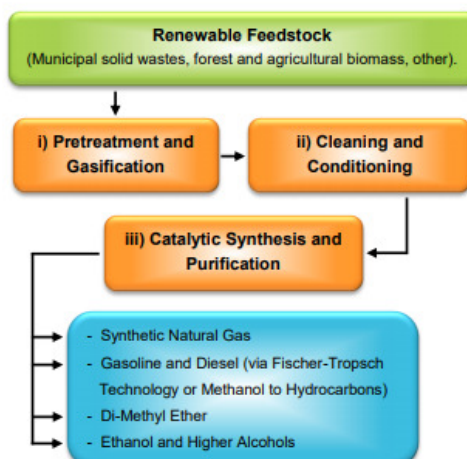 Renewable Feedstock
(Municipal solid wastes, forest and agricultural biomass, other).
i) Pretreatment and
Gasification
ii) Cleaning and
Conditioning
iii) Catalytic Synthesis and
Purification
- Synthetic Natural Gas
- Gasoline and Diesel (via Fischer-Tropsch
Technology or Methanol to Hydrocarbons)
- Di-Methyl Ether
- Ethanol and Higher Alcohols